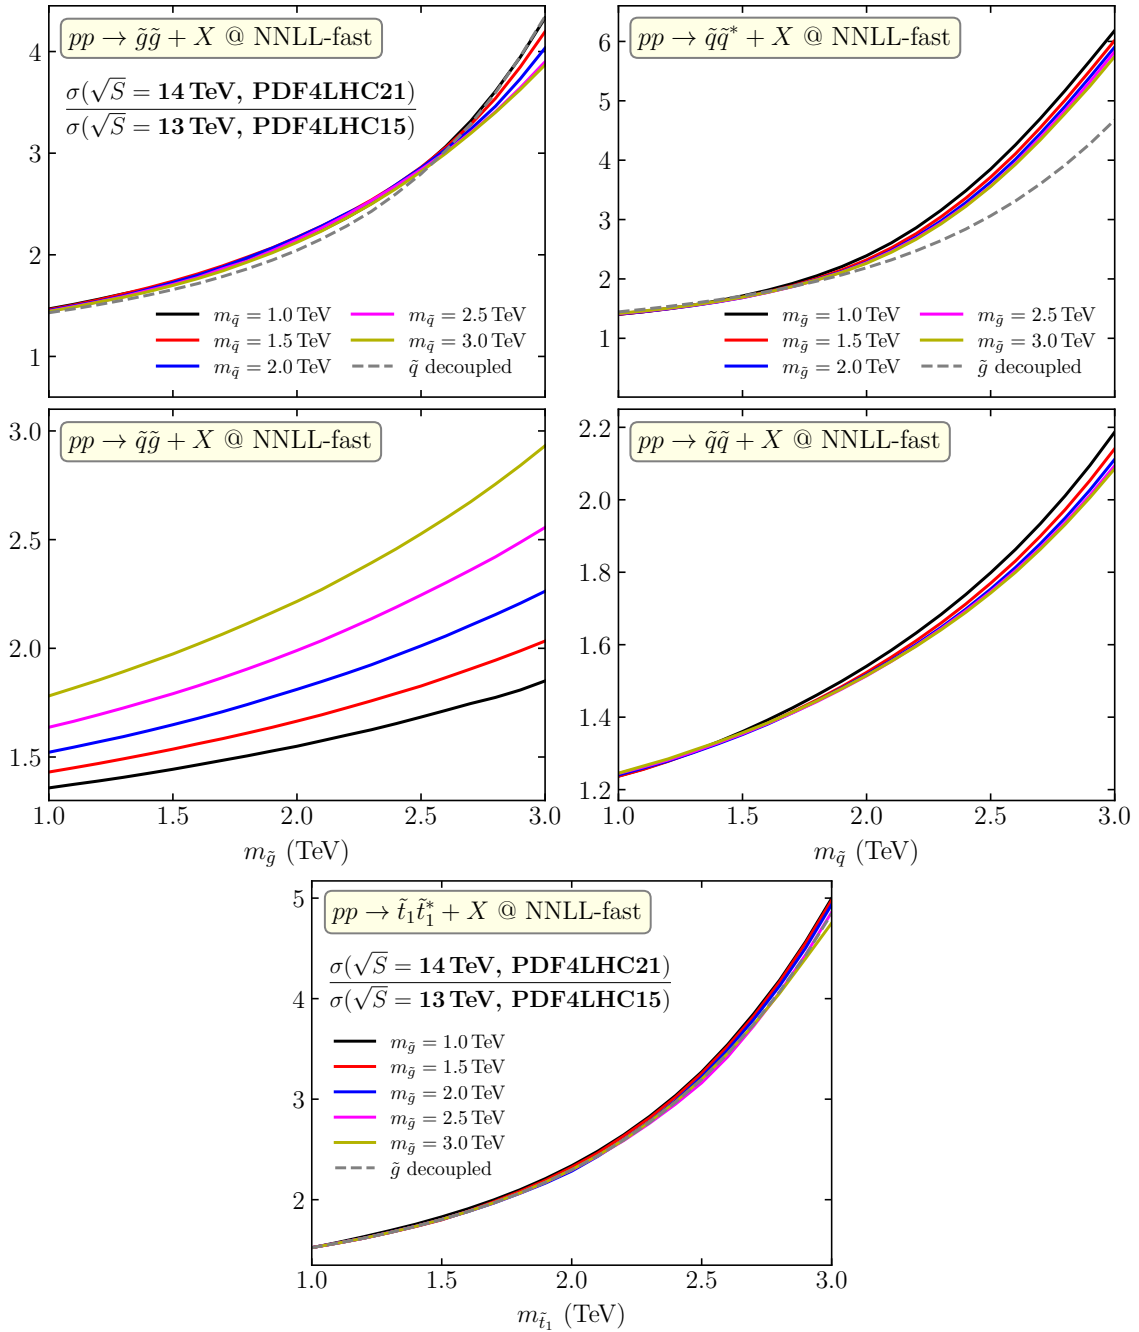 pp → g̃g̃ + X @ NNLL-fast
σ(√S = 14 TeV, PDF4LHC21)
σ(√S = 13 TeV, PDF4LHC15)
4
3
2
1
m_q̃ = 1.0 TeV
m_q̃ = 1.5 TeV
m_q̃ = 2.0 TeV
m_q̃ = 2.5 TeV
m_q̃ = 3.0 TeV
q̃ decoupled
pp → q̃q̃* + X @ NNLL-fast
6
5
4
3
2
1
m_g̃ = 1.0 TeV
m_g̃ = 1.5 TeV
m_g̃ = 2.0 TeV
m_g̃ = 2.5 TeV
m_g̃ = 3.0 TeV
g̃ decoupled
pp → q̃g̃ + X @ NNLL-fast
3.0
2.5
2.0
1.5
1.0 1.5 2.0 2.5 3.0
m_g̃ (TeV)
pp → q̃q̃ + X @ NNLL-fast
2.2
2.0
1.8
1.6
1.4
1.2
1.0 1.5 2.0 2.5 3.0
m_q̃ (TeV)
pp → t̃₁t̃₁* + X @ NNLL-fast
σ(√S = 14 TeV, PDF4LHC21)
σ(√S = 13 TeV, PDF4LHC15)
5
4
3
2
m_g̃ = 1.0 TeV
m_g̃ = 1.5 TeV
m_g̃ = 2.0 TeV
m_g̃ = 2.5 TeV
m_g̃ = 3.0 TeV
g̃ decoupled
1.0 1.5 2.0 2.5 3.0
m_t̃₁ (TeV)